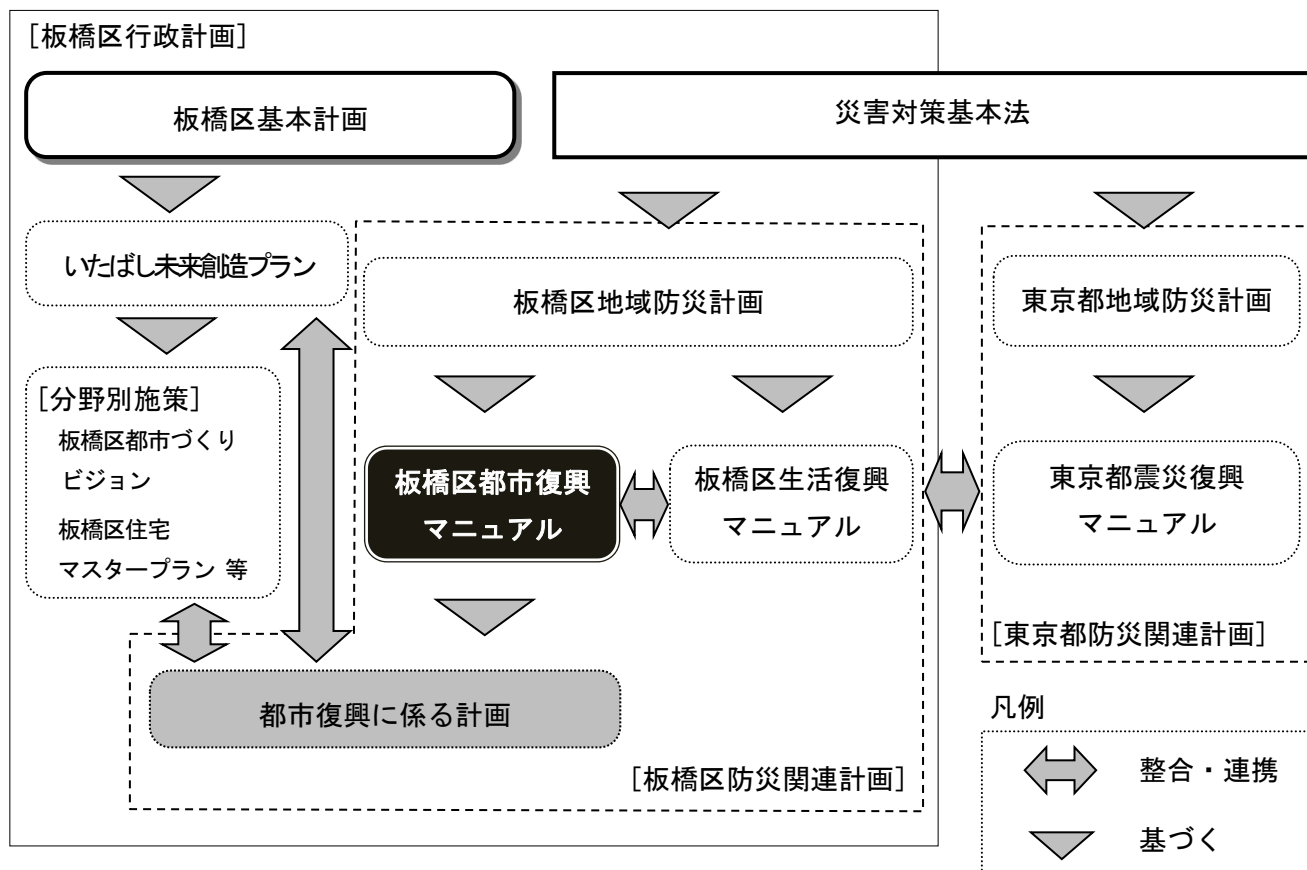 [板橋区行政計画]
板橋区基本計画
災害対策基本法
いたばし未来創造プラン
板橋区地域防災計画
東京都地域防災計画
[分野別施策]
板橋区都市づくり
ビジョン
板橋区住宅
マスタープラン 等
板橋区都市復興
マニュアル
板橋区生活復興
マニュアル
東京都震災復興
マニュアル
[東京都防災関連計画]
都市復興に係る計画
[板橋区防災関連計画]
凡例
整合・連携
基づく